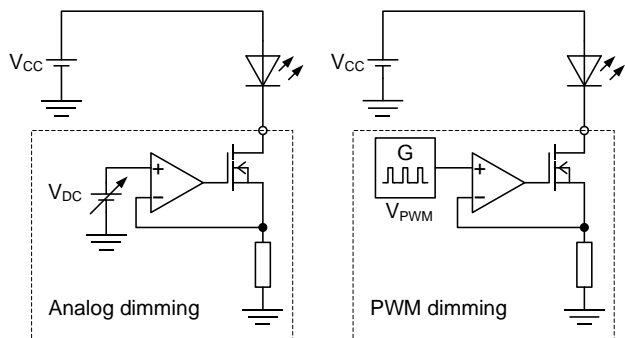 VCC
VDC
+
−
Analog dimming
VCC
G
VPWM
+
−
PWM dimming